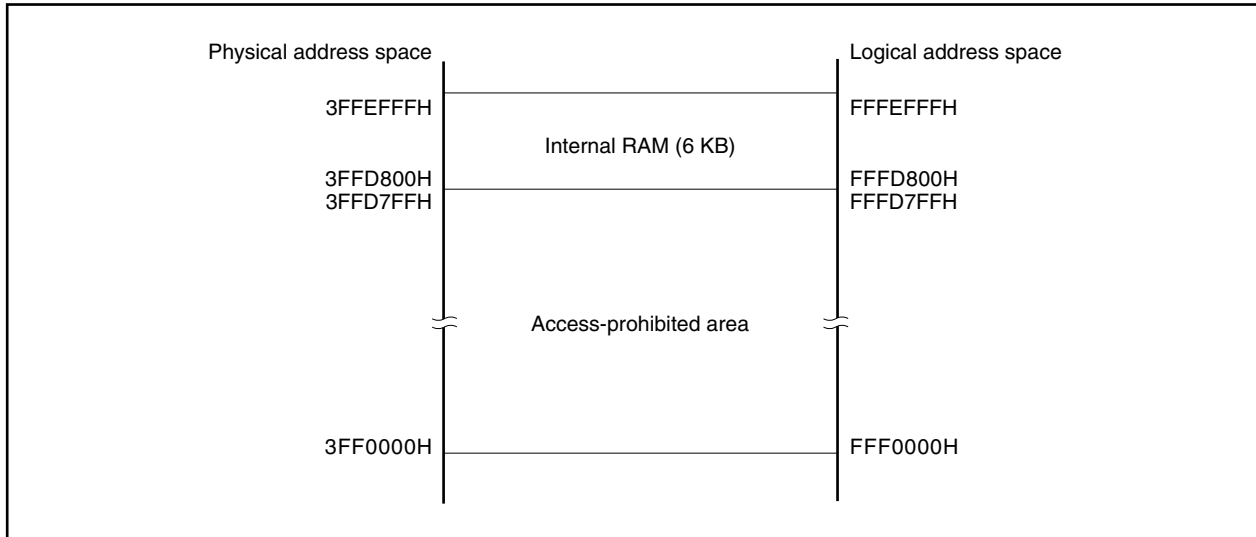 Physical address space
Logical address space
3FFEFFFH
FFFEFFFH
Internal RAM (6 KB)
3FFD800H
FFFD800H
3FFD7FFH
FFFD7FFH
Access-prohibited area
3FF0000H
FFF0000H